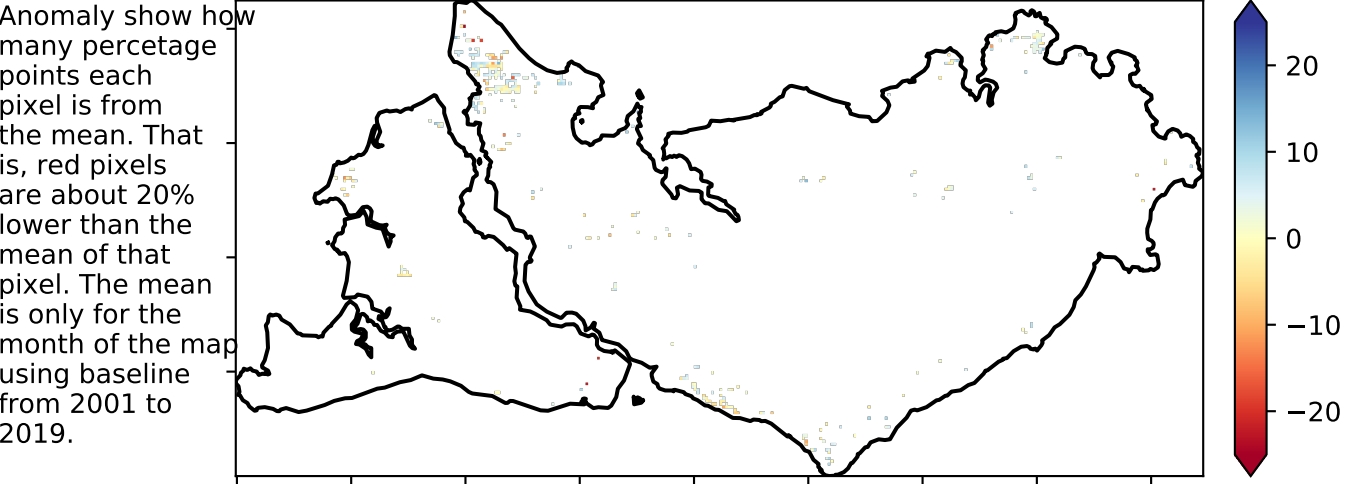 Anomaly show how
many percetage
points each
pixel is from
the mean. That
is, red pixels
are about 20%
lower than the
mean of that
pixel. The mean
is only for the
month of the map
using baseline
from 2001 to
2019.
20
10
0
−10
−20